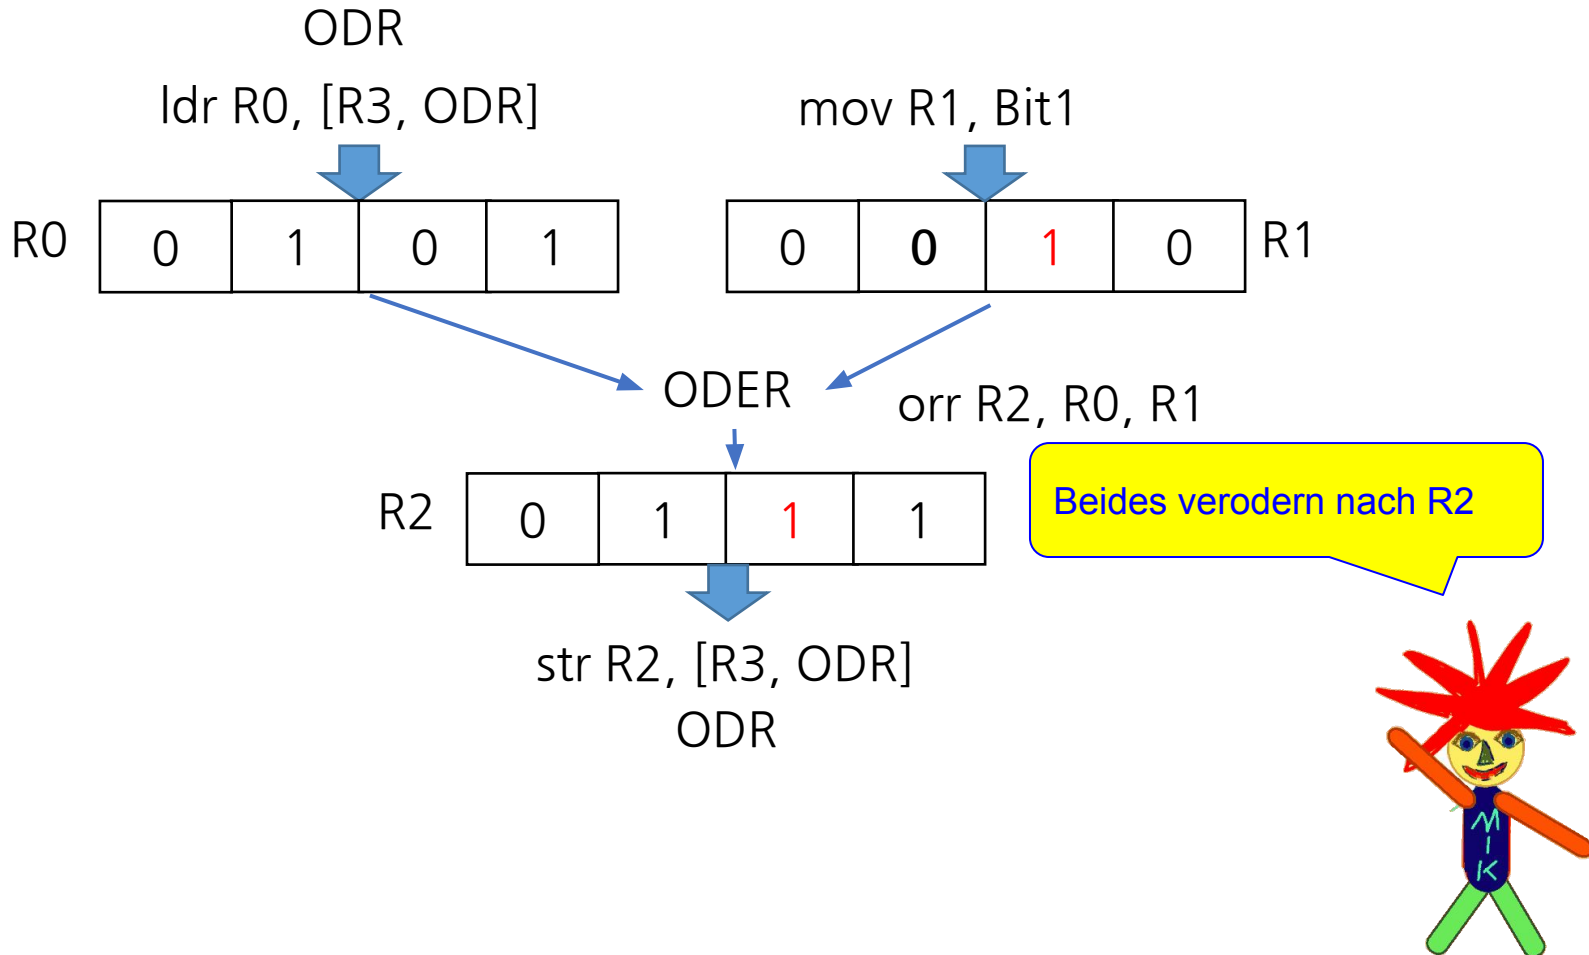 ODR
ldr R0, [R3, ODR]
mov R1, Bit1
R0 0 1 0 1
0 0 1 0 R1
ODER
orr R2, R0, R1
R2 0 1 1 1
Beides verodern nach R2
str R2, [R3, ODR]
ODR
M
I
K